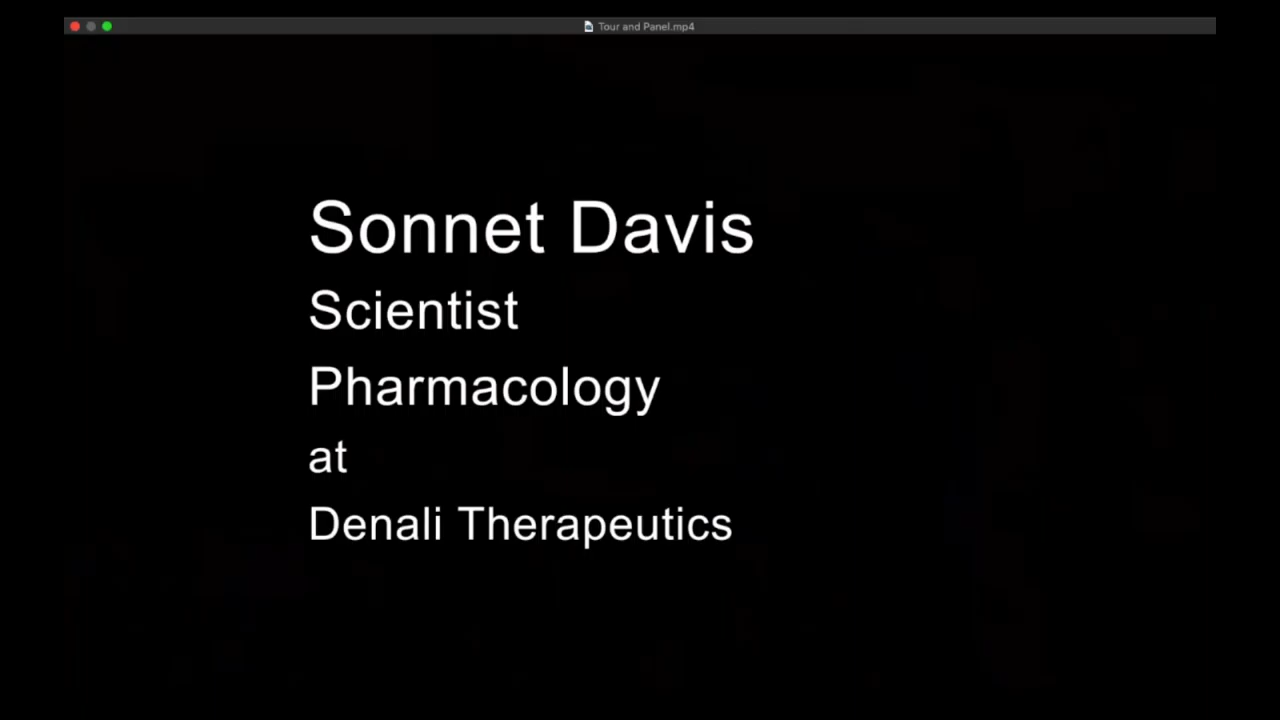 Tour and Panel.mp4
Sonnet Davis
Scientist
Pharmacology
at
Denali Therapeutics